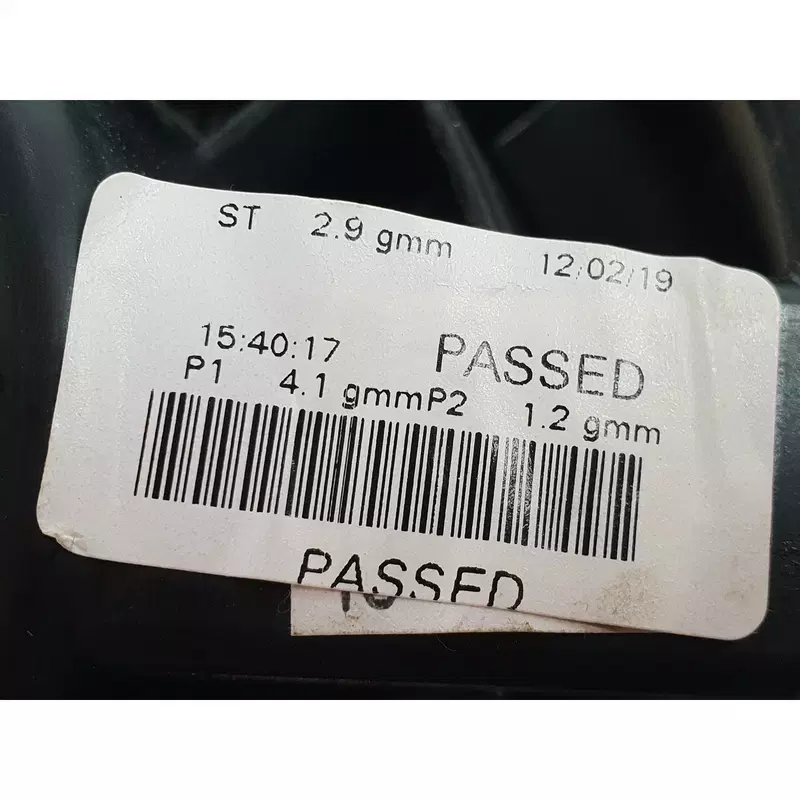 ST 2.9 gmm 12/02/19
15:40:17 PASSED
P1 4.1 gmmP2 1.2 gmm
PASSED